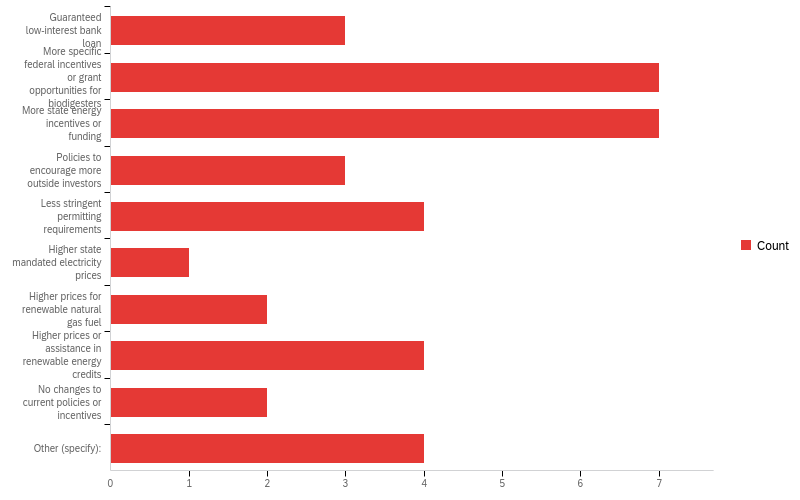 Guaranteed
low-interest bank
loan
More specific
federal incentives
or grant
opportunities for
biodigesters
More state energy
incentives or
funding
Policies to
encourage more
outside investors
Less stringent
permitting
requirements
Higher state
mandated electricity
prices
Higher prices for
renewable natural
gas fuel
Higher prices or
assistance in
renewable energy
credits
No changes to
current policies or
incentives
Other (specify):
0 1 2 3 4 5 6 7
Count